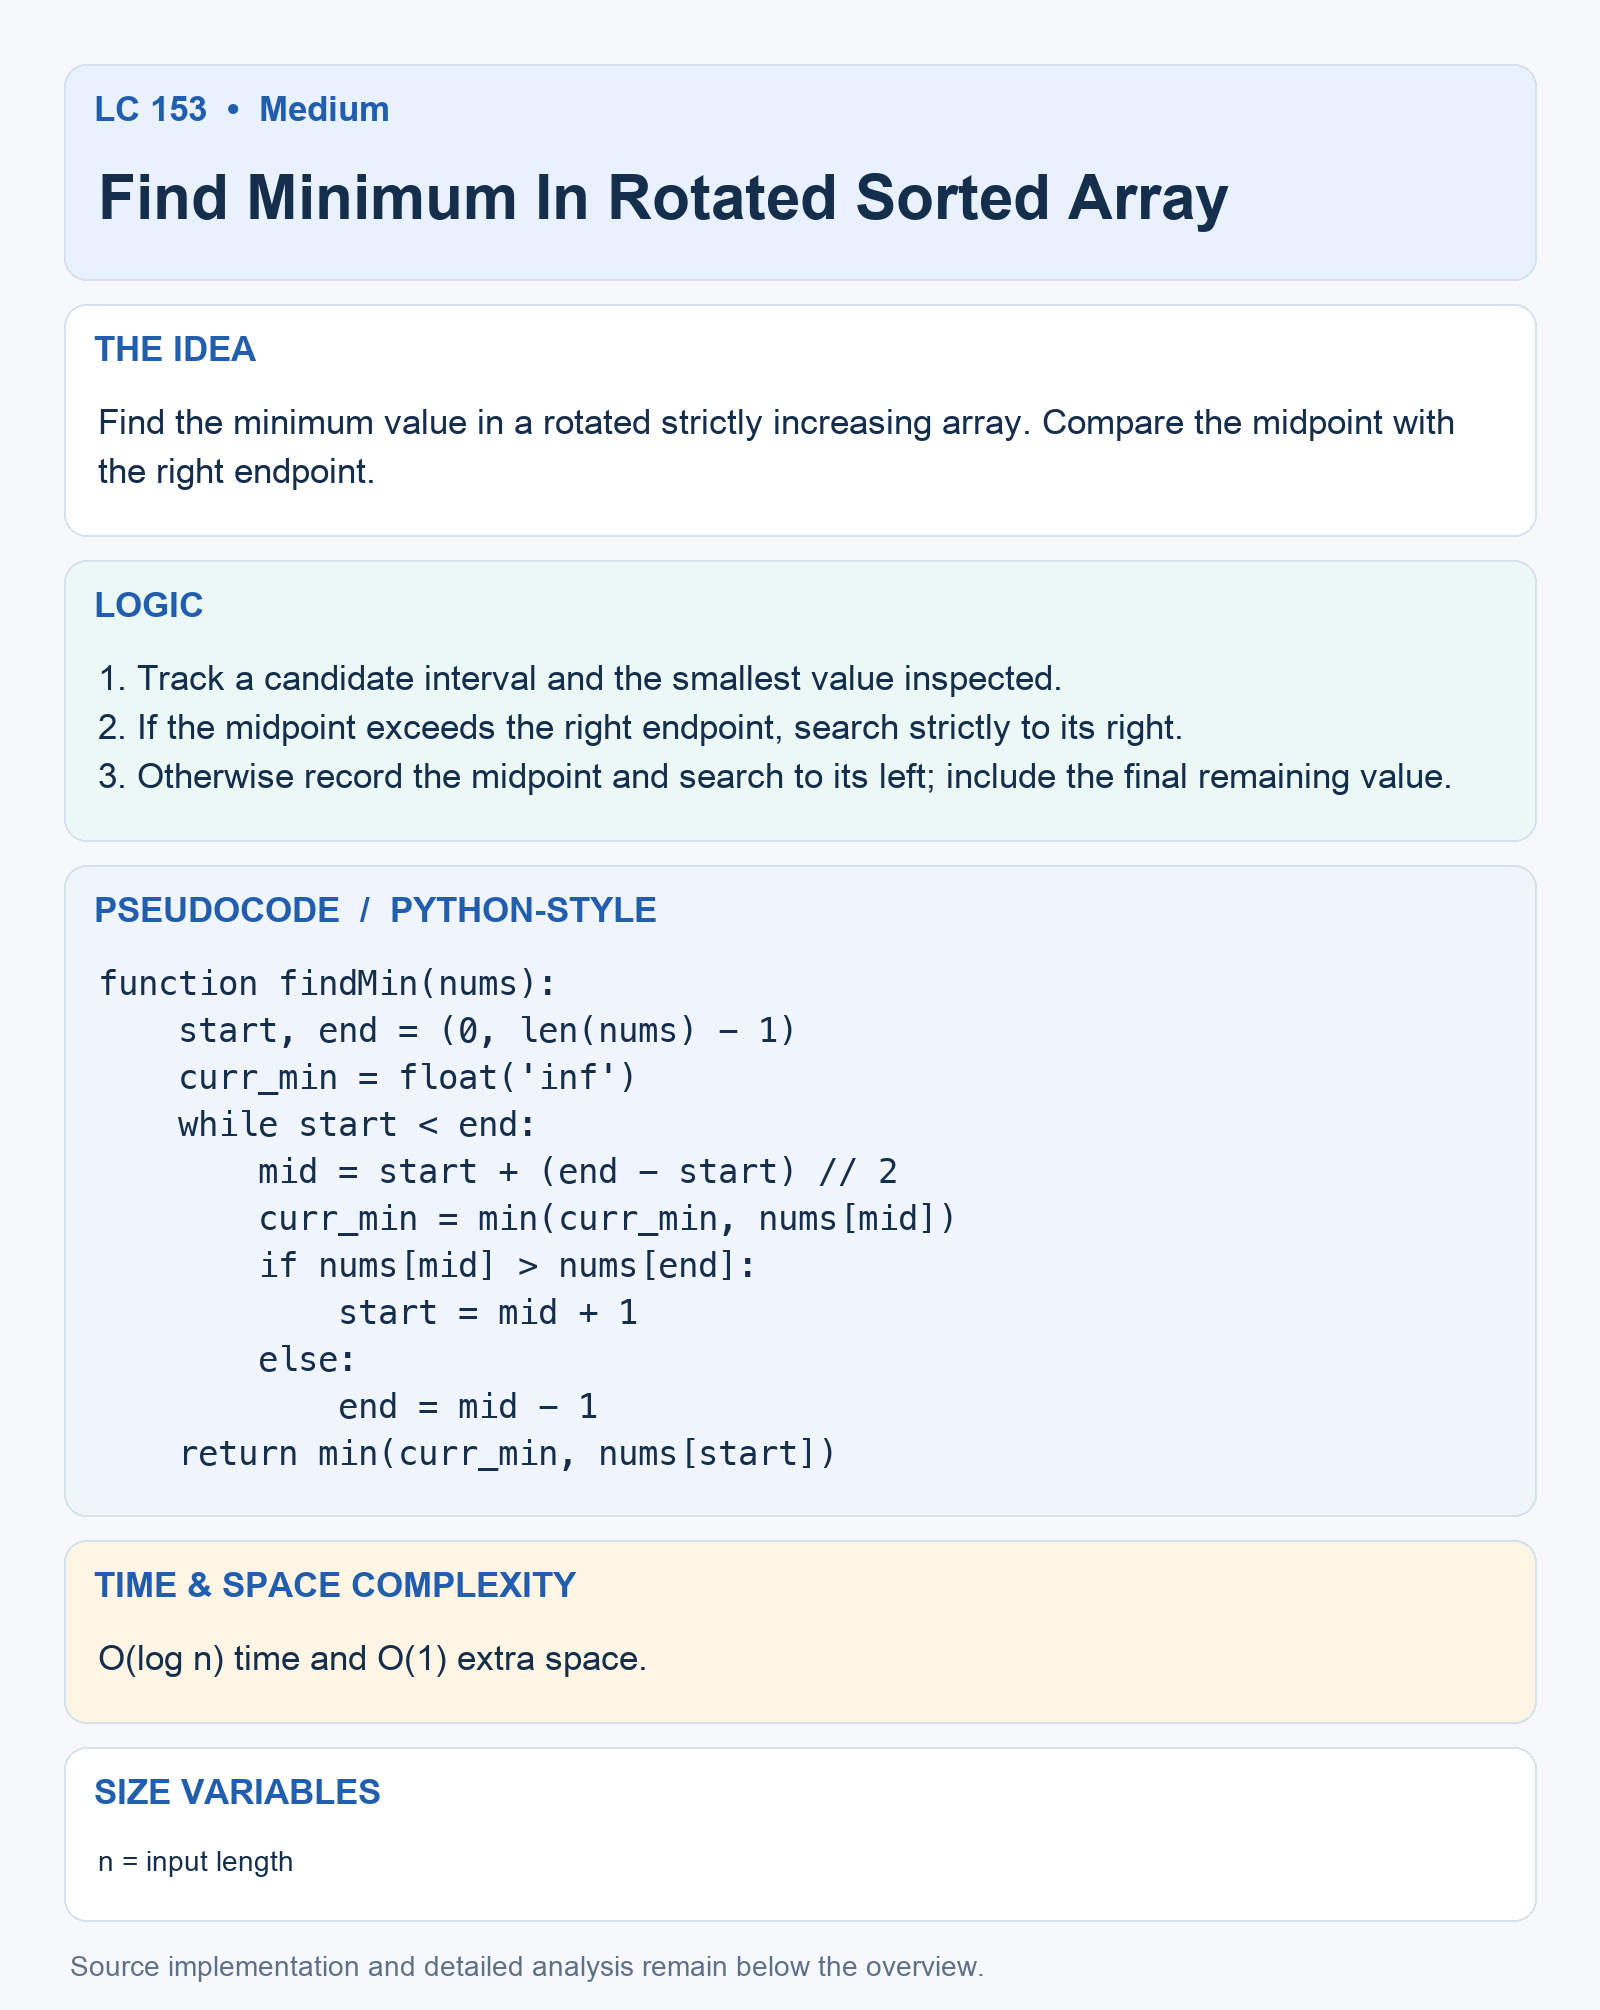 LC 153 • Medium
Find Minimum In Rotated Sorted Array
THE IDEA
Find the minimum value in a rotated strictly increasing array. Compare the midpoint with
the right endpoint.
LOGIC
1. Track a candidate interval and the smallest value inspected.
2. If the midpoint exceeds the right endpoint, search strictly to its right.
3. Otherwise record the midpoint and search to its left; include the final remaining value.
PSEUDOCODE / PYTHON-STYLE
function findMin(nums):
    start, end = (0, len(nums) − 1)
    curr_min = float('inf')
    while start < end:
        mid = start + (end − start) // 2
        curr_min = min(curr_min, nums[mid])
        if nums[mid] > nums[end]:
            start = mid + 1
        else:
            end = mid − 1
    return min(curr_min, nums[start])
TIME & SPACE COMPLEXITY
O(log n) time and O(1) extra space.
SIZE VARIABLES
n = input length
Source implementation and detailed analysis remain below the overview.